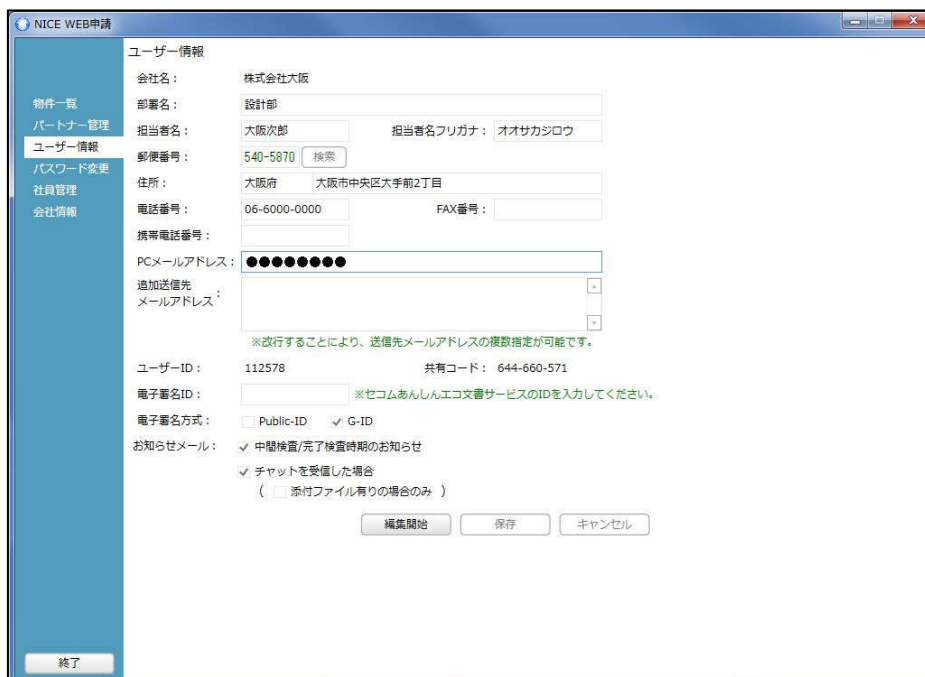 NICE WEB申請
ユーザー情報
会社名： 株式会社大阪
物件一覧
部署名： 設計部
パートナー管理
担当者名： 大阪次郎 担当者名フリガナ： オオサカジロウ
ユーザー情報
郵便番号： 540-5870 検索
パスワード変更
住所： 大阪府 大阪市中央区大手前2丁目
社員管理
電話番号： 06-6000-0000 FAX番号：
会社情報
携帯電話番号：
PCメールアドレス： ●●●●●●●●
追加送信先
メールアドレス：
※改行することにより、送信先メールアドレスの複数指定が可能です。
ユーザーID： 112578 共有コード： 644-660-571
電子署名ID： ※セコムあんしんエコ文書サービスのIDを入力してください。
電子署名方式： Public-ID G-ID
お知らせメール： 中間検査/完了検査時期のお知らせ
チャットを受信した場合
( 添付ファイル有りの場合のみ )
編集開始 保存 キャンセル
終了